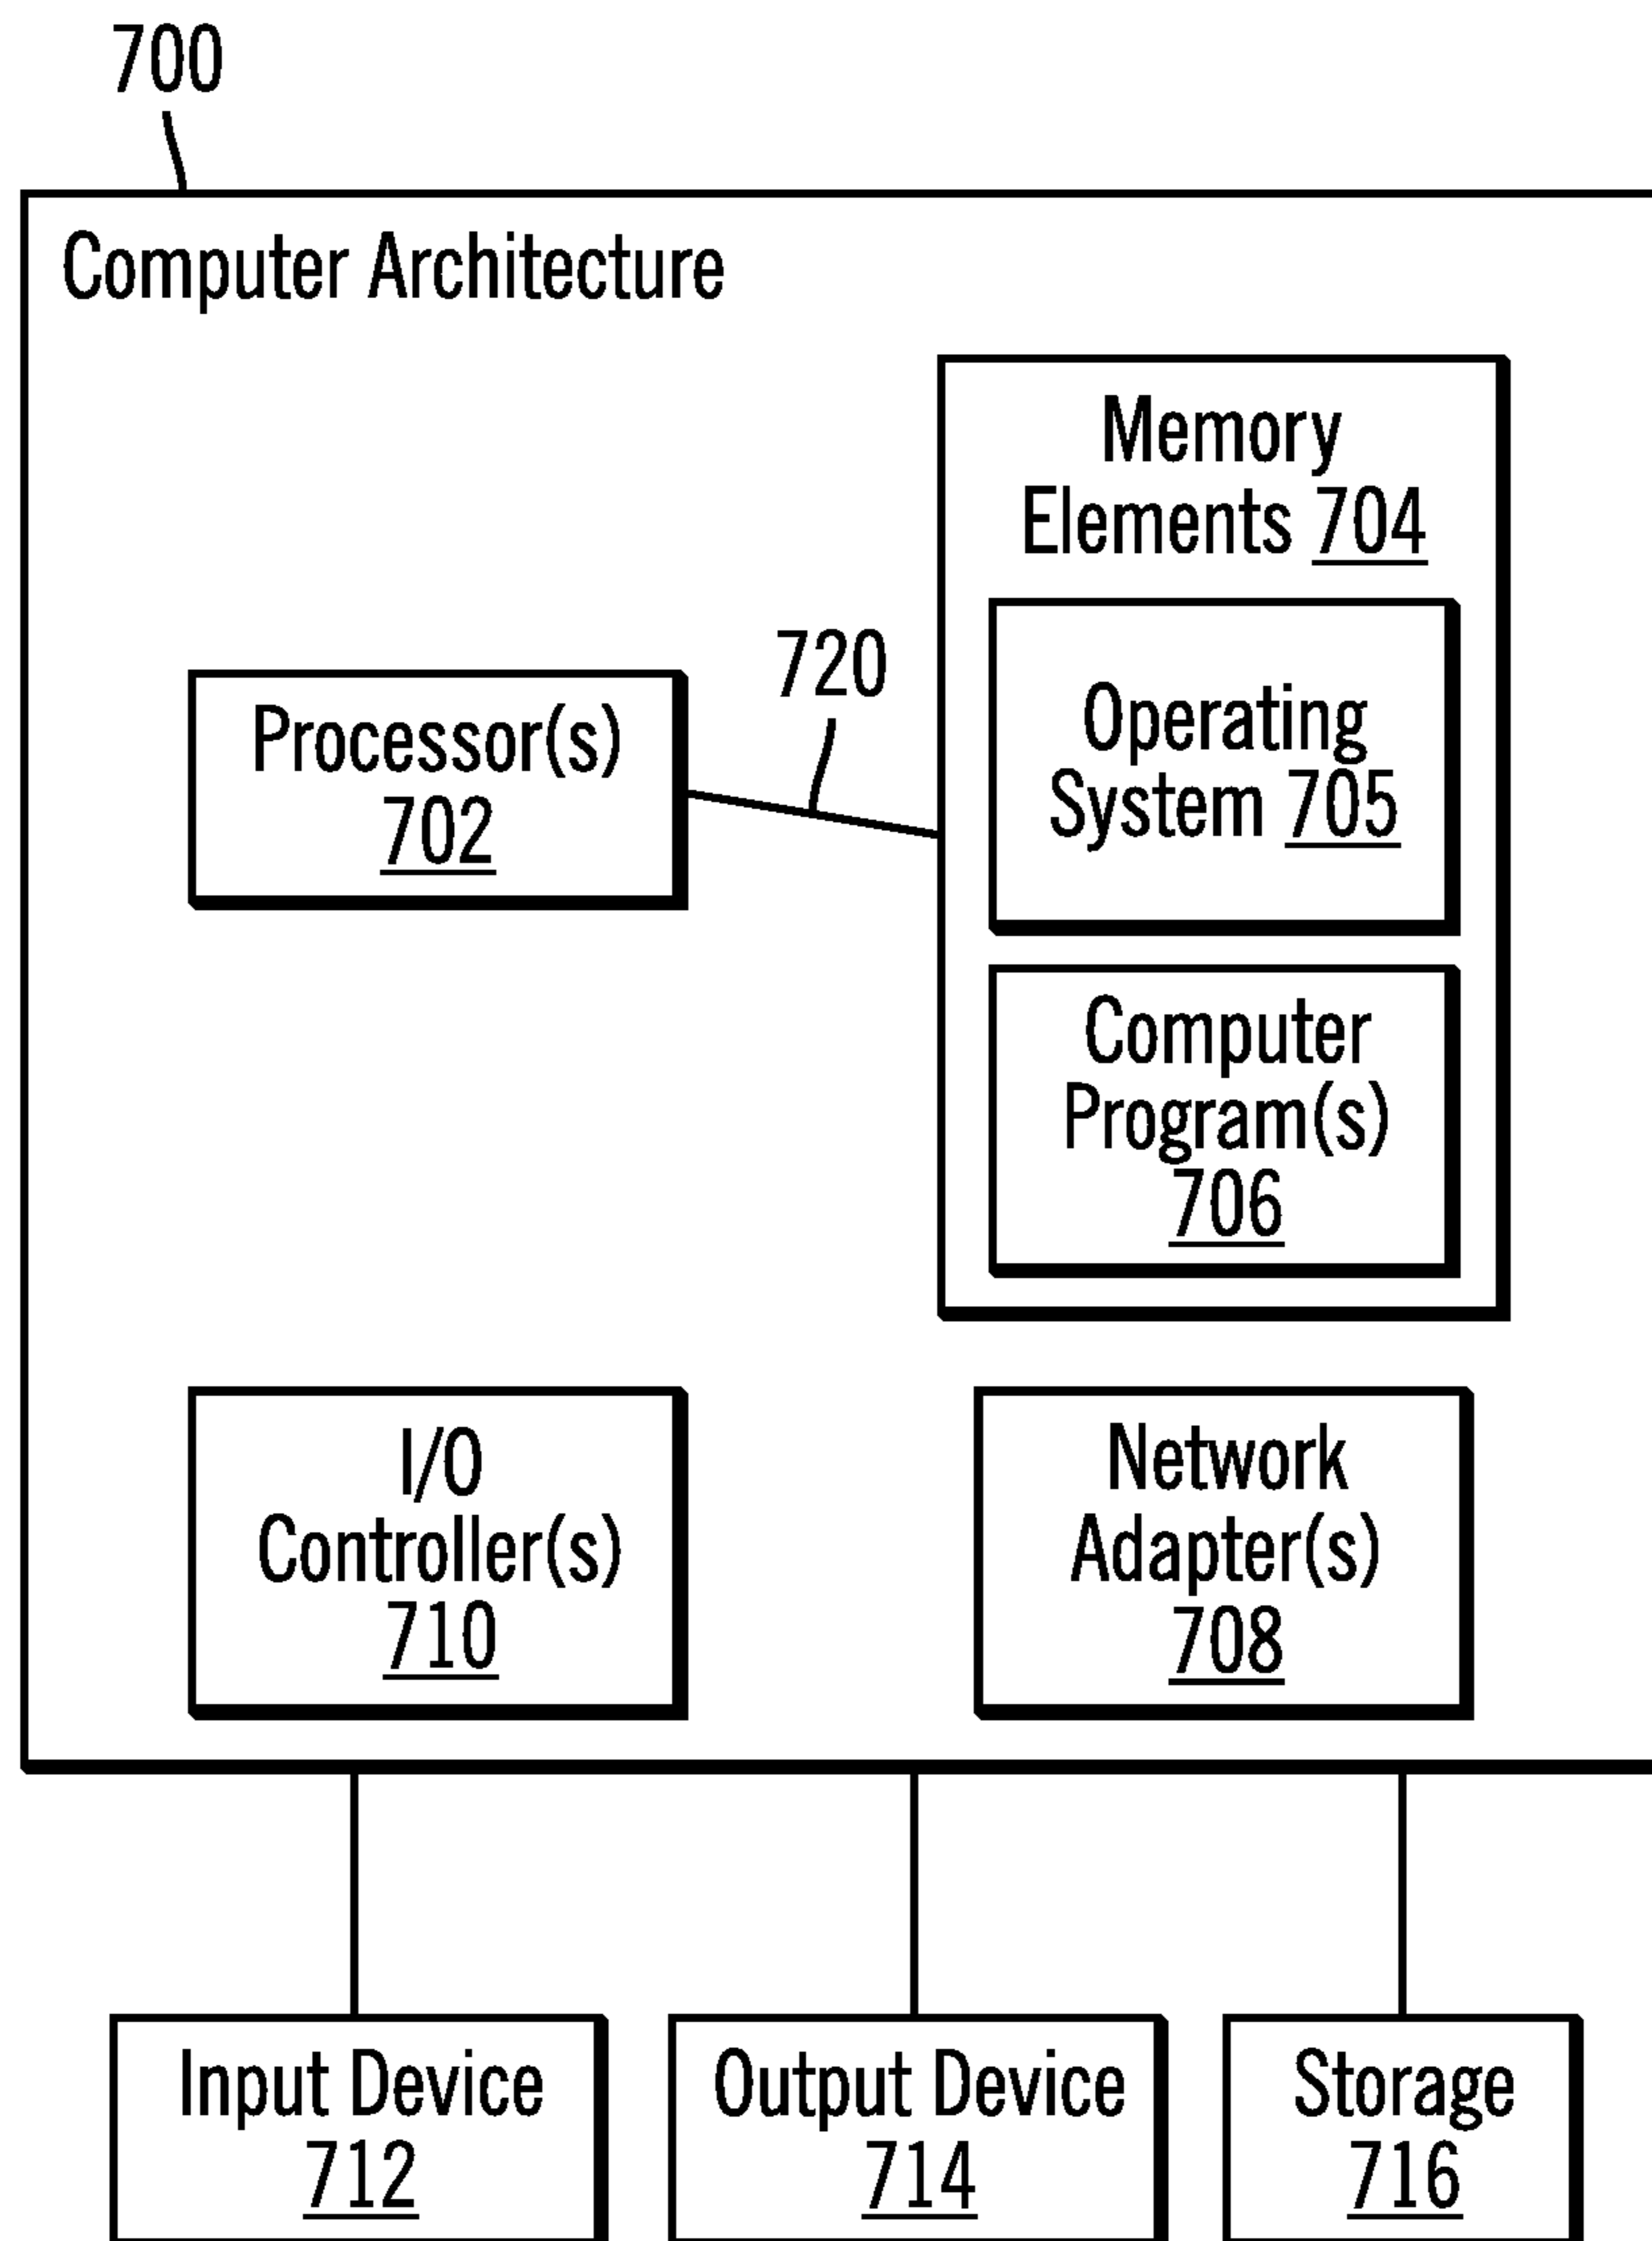 700
Computer Architecture
Memory
Elements 704
720
Processor(s)
702
Operating
System 705
Computer
Program(s)
706
I/O
Controller(s)
710
Network
Adapter(s)
708
Input Device
712
Output Device
714
Storage
716